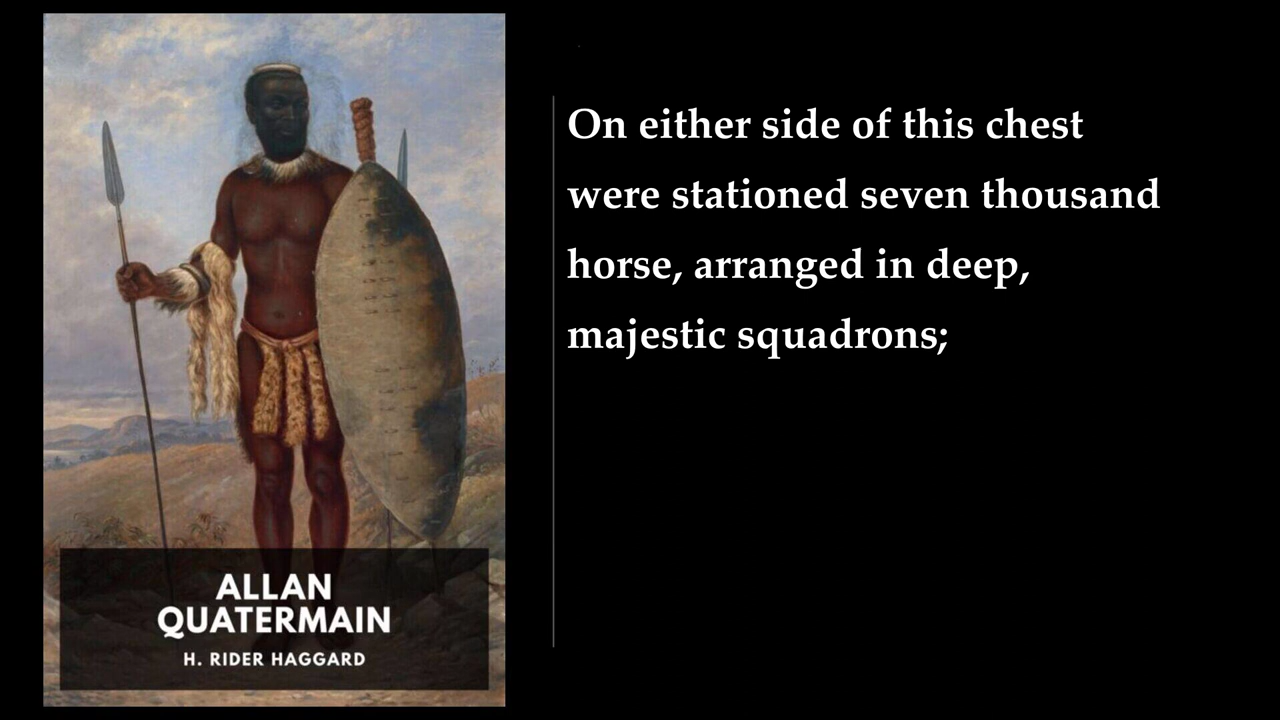 On either side of this chest
were stationed seven thousand
horse, arranged in deep,
majestic squadrons;
ALLAN
QUATERMAIN
H. RIDER HAGGARD